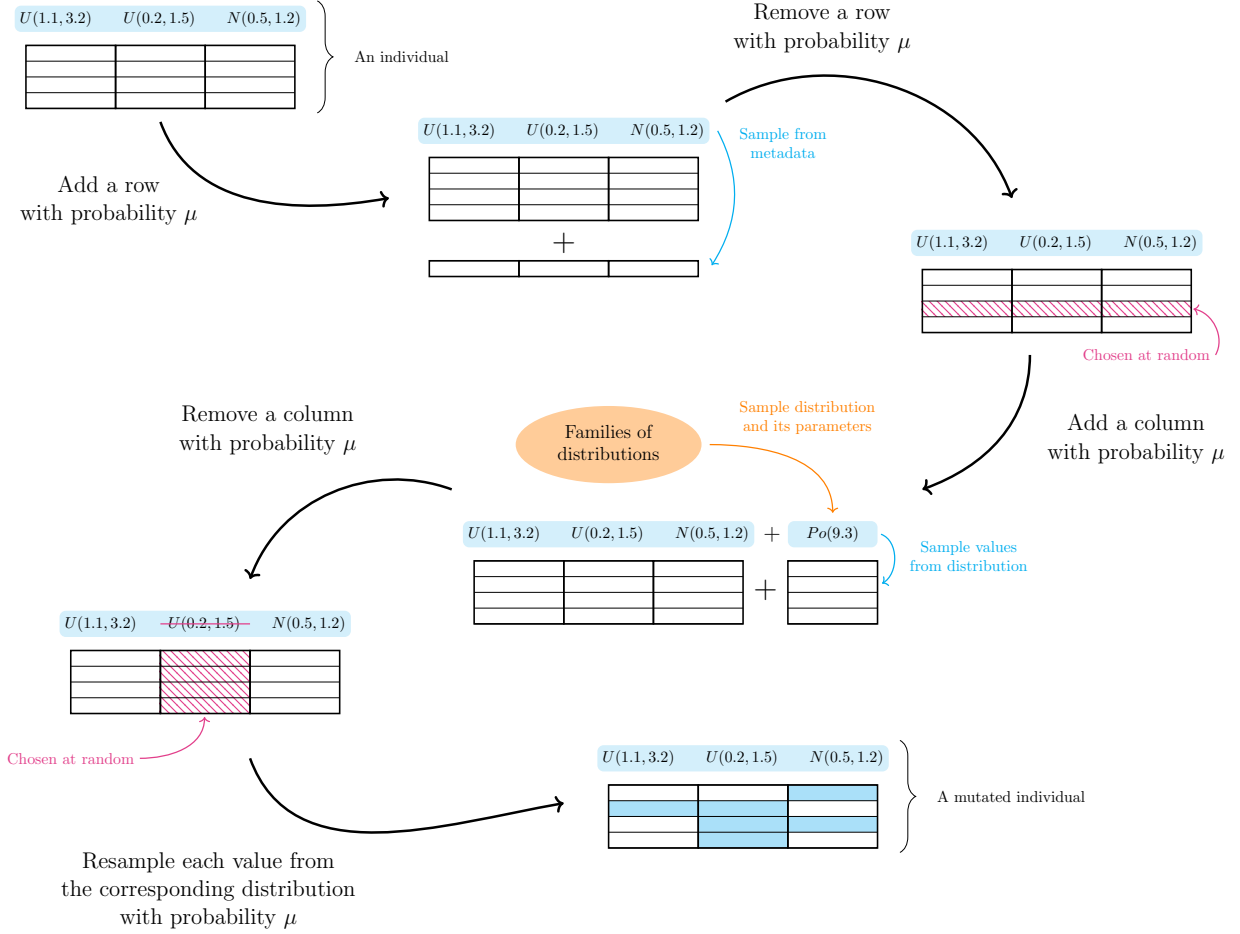 U(1.1, 3.2) U(0.2, 1.5) N(0.5, 1.2)
An individual
Add a row
with probability μ
U(1.1, 3.2) U(0.2, 1.5) N(0.5, 1.2)
+
Sample from
metadata
Remove a row
with probability μ
U(1.1, 3.2) U(0.2, 1.5) N(0.5, 1.2)
Chosen at random
Add a column
with probability μ
Families of
distributions
Sample distribution
and its parameters
U(1.1, 3.2) U(0.2, 1.5) N(0.5, 1.2) + Po(9.3)
+
Sample values
from distribution
Remove a column
with probability μ
U(1.1, 3.2) U(0.2, 1.5) N(0.5, 1.2)
Chosen at random
Resample each value from
the corresponding distribution
with probability μ
U(1.1, 3.2) U(0.2, 1.5) N(0.5, 1.2)
A mutated individual